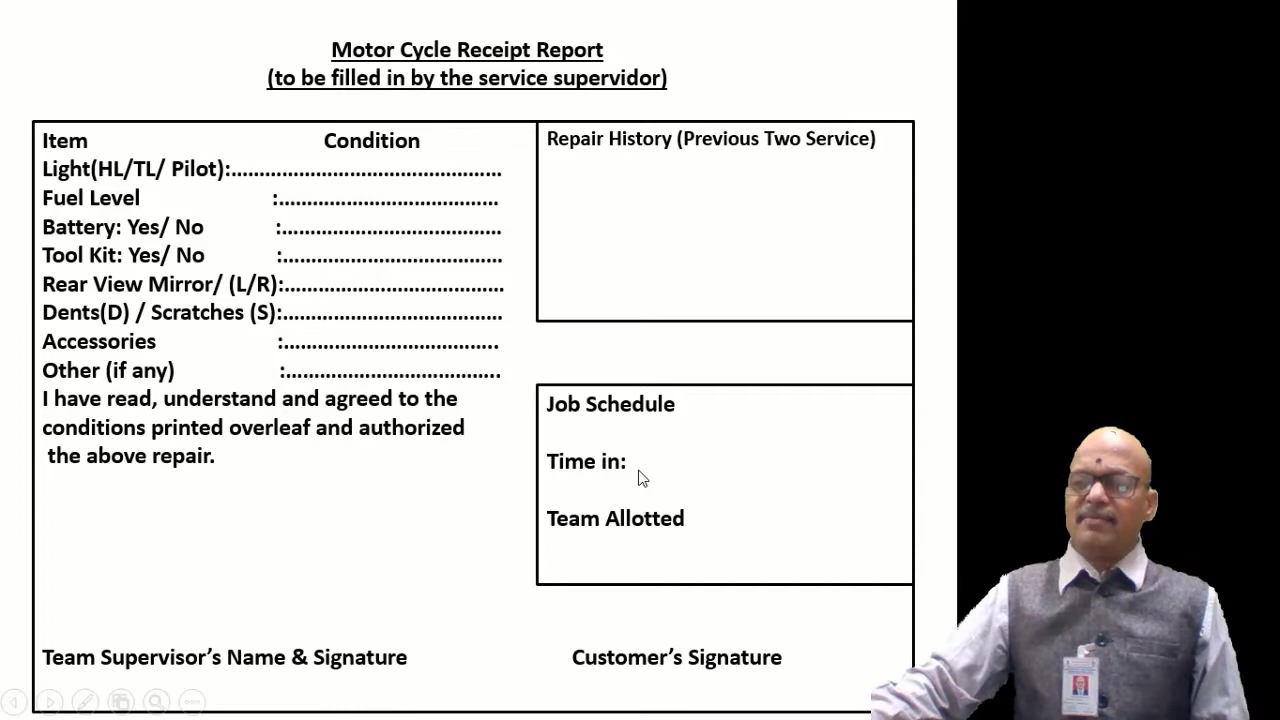 Motor Cycle Receipt Report
(to be filled in by the service supervidor)
Item Condition
Light(HL/TL/ Pilot):................................................
Fuel Level :.......................................
Battery: Yes/ No :.......................................
Tool Kit: Yes/ No :.......................................
Rear View Mirror/ (L/R):.......................................
Dents(D) / Scratches (S):.......................................
Accessories :......................................
Other (if any) :......................................
I have read, understand and agreed to the
conditions printed overleaf and authorized
the above repair.
Repair History (Previous Two Service)
Job Schedule
Time in:
Team Allotted
Team Supervisor’s Name & Signature
Customer’s Signature